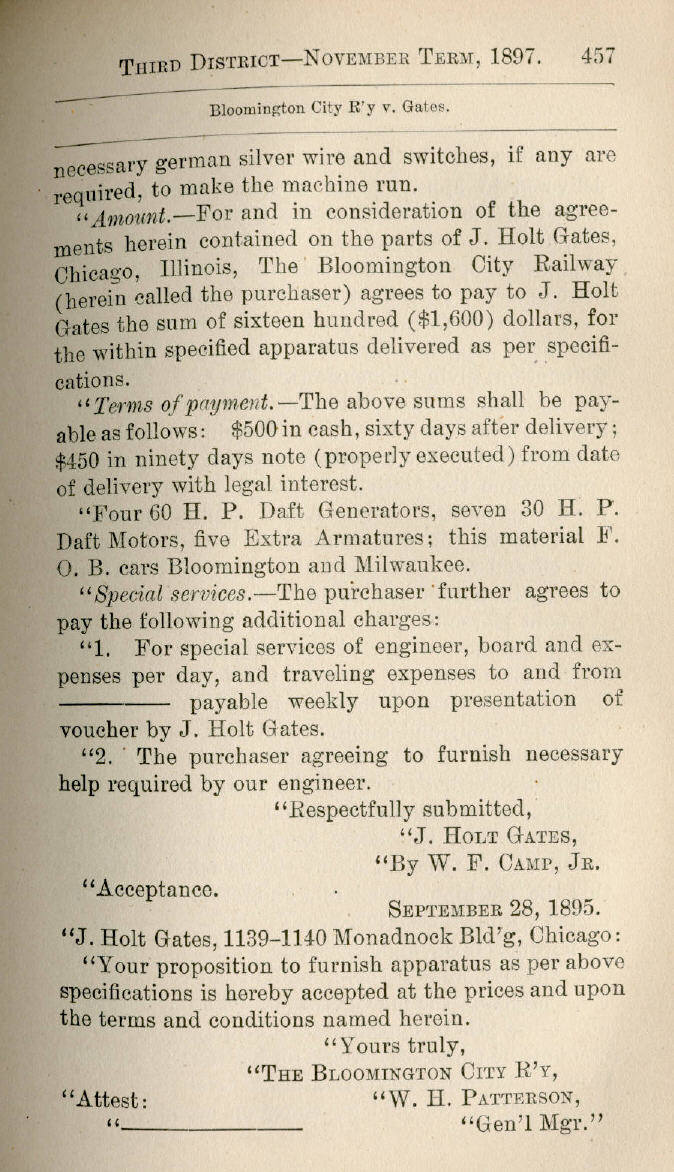 THIRD DISTRICT—NOVEMBER TERM, 1897. 457
Bloomington City R'y v. Gates.
necessary german silver wire and switches, if any are
required, to make the machine run.
"Amount.—For and in consideration of the agree-
ments herein contained on the parts of J. Holt Gates,
Chicago, Illinois, The Bloomington City Railway
(herein called the purchaser) agrees to pay to J. Holt
Gates the sum of sixteen hundred ($1,600) dollars, for
the within specified apparatus delivered as per specifi-
cations.
"Terms of payment.—The above sums shall be pay-
able as follows: $500 in cash, sixty days after delivery;
$450 in ninety days note (properly executed) from date
of delivery with legal interest.
"Four 60 H. P. Daft Generators, seven 30 H. P.
Daft Motors, five Extra Armatures; this material F.
O. B. cars Bloomington and Milwaukee.
"Special services.—The purchaser further agrees to
pay the following additional charges:
"1. For special services of engineer, board and ex-
penses per day, and traveling expenses to and from
———— payable weekly upon presentation of
voucher by J. Holt Gates.
"2. The purchaser agreeing to furnish necessary
help required by our engineer.
"Respectfully submitted,
"J. HOLT GATES,
"By W. F. CAMP, JR.
"Acceptance.
SEPTEMBER 28, 1895.
"J. Holt Gates, 1139–1140 Monadnock Bld'g, Chicago:
"Your proposition to furnish apparatus as per above
specifications is hereby accepted at the prices and upon
the terms and conditions named herein.
"Yours truly,
"THE BLOOMINGTON CITY R'Y,
"Attest: "W. H. PATTERSON,
"———————— "Gen'l Mgr."